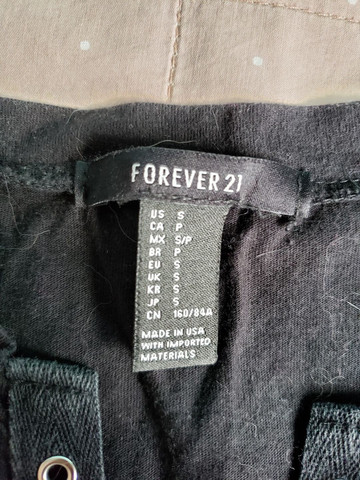 FOREVER 21
US S
CA P
MX S/P
BR P
EU S
UK S
KR S
JP S
CN 160/84A
MADE IN USA
WITH IMPORTED
MATERIALS